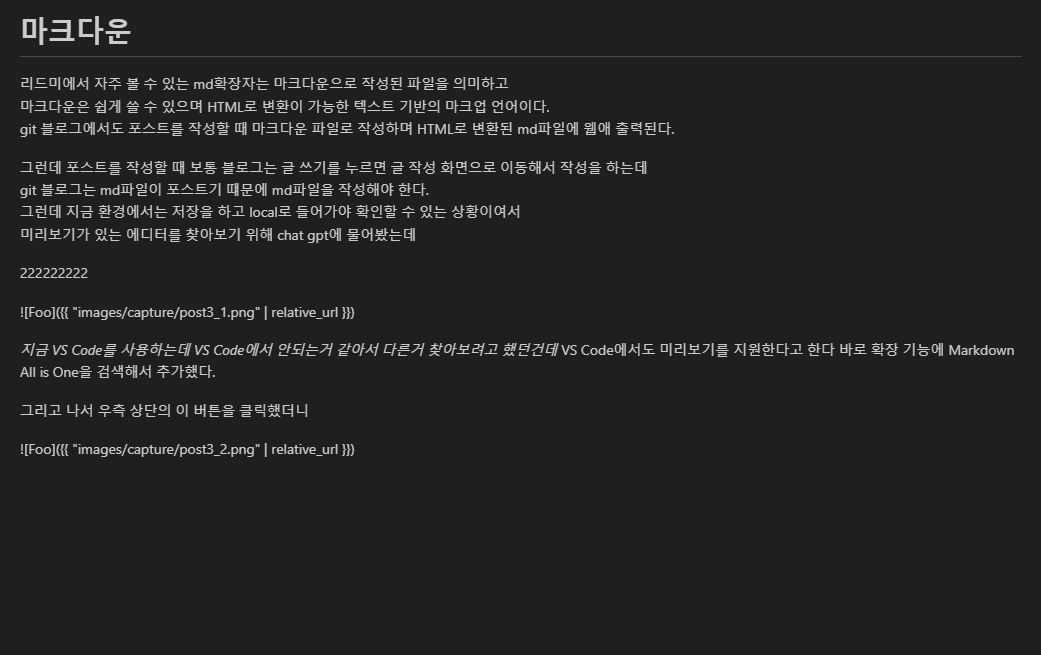 마크다운
리드미에서 자주 볼 수 있는 md확장자는 마크다운으로 작성된 파일을 의미하고
마크다운은 쉽게 쓸 수 있으며 HTML로 변환이 가능한 텍스트 기반의 마크업 언어이다.
git 블로그에서도 포스트를 작성할 때 마크다운 파일로 작성하며 HTML로 변환된 md파일에 웹애 출력된다.
그런데 포스트를 작성할 때 보통 블로그는 글 쓰기를 누르면 글 작성 화면으로 이동해서 작성을 하는데
git 블로그는 md파일이 포스트기 떄문에 md파일을 작성해야 한다.
그런데 지금 환경에서는 저장을 하고 local로 들어가야 확인할 수 있는 상황이여서
미리보기가 있는 에디터를 찾아보기 위해 chat gpt에 물어봤는데
222222222
![Foo]({{ "images/capture/post3_1.png" | relative_url }})
지금 VS Code를 사용하는데 VS Code에서 안되는거 같아서 다른거 찾아보려고 했던건데 VS Code에서도 미리보기를 지원한다고 한다 바로 확장 기능에 Markdown
All is One을 검색해서 추가했다.
그리고 나서 우측 상단의 이 버튼을 클릭했더니
![Foo]({{ "images/capture/post3_2.png" | relative_url }})